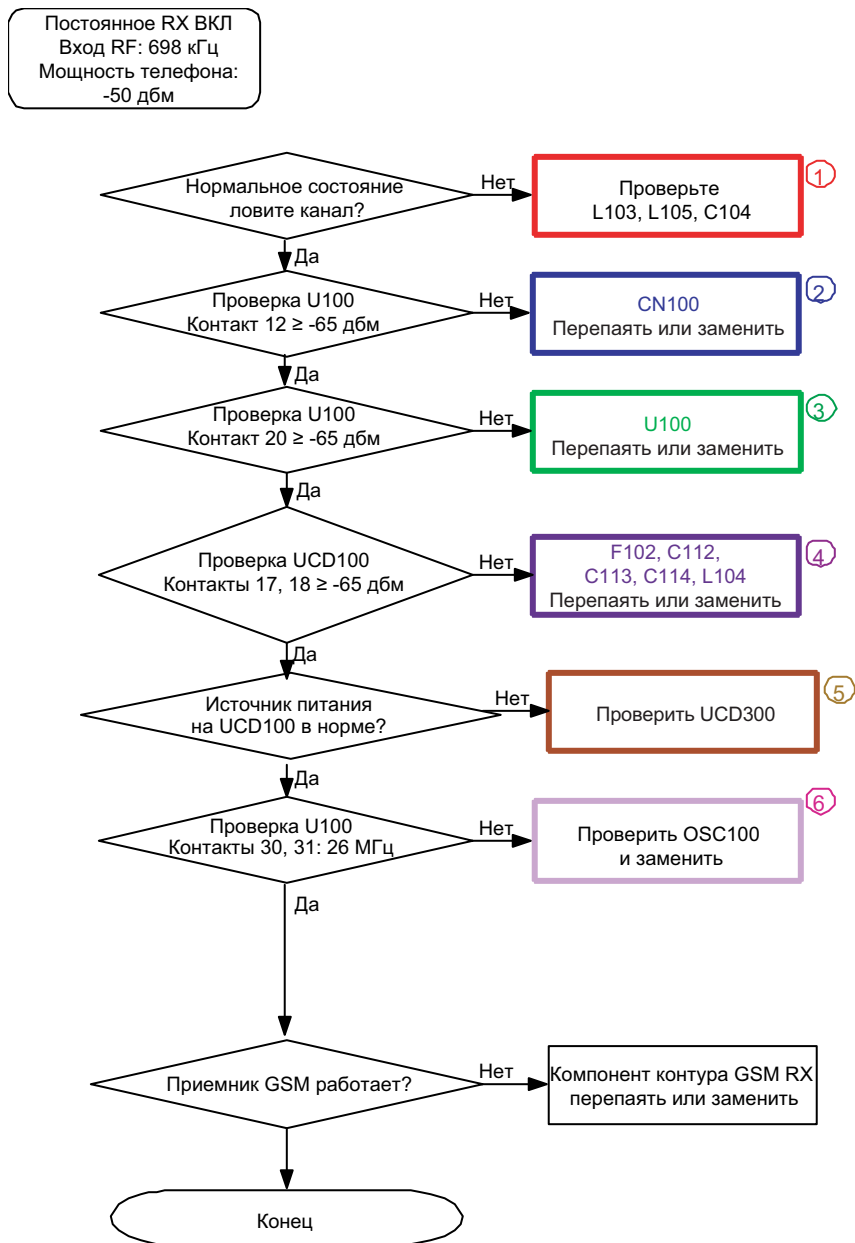 Постоянное RX ВКЛ
Вход RF: 698 кГц
Мощность телефона:
-50 дбм
Нормальное состояние
ловите канал?
Нет
Проверьте
L103, L105, C104
1
Да
Проверка U100
Контакт 12 ≥ -65 дбм
Нет
CN100
Перепаять или заменить
2
Да
Проверка U100
Контакт 20 ≥ -65 дбм
Нет
U100
Перепаять или заменить
3
Да
Проверка UCD100
Контакты 17, 18 ≥ -65 дбм
Нет
F102, C112,
C113, C114, L104
Перепаять или заменить
4
Да
Источник питания
на UCD100 в норме?
Нет
Проверить UCD300
5
Да
Проверка U100
Контакты 30, 31: 26 МГц
Нет
Проверить OSC100
и заменить
6
Да
Приемник GSM работает?
Нет
Компонент контура GSM RX
перепаять или заменить
Конец